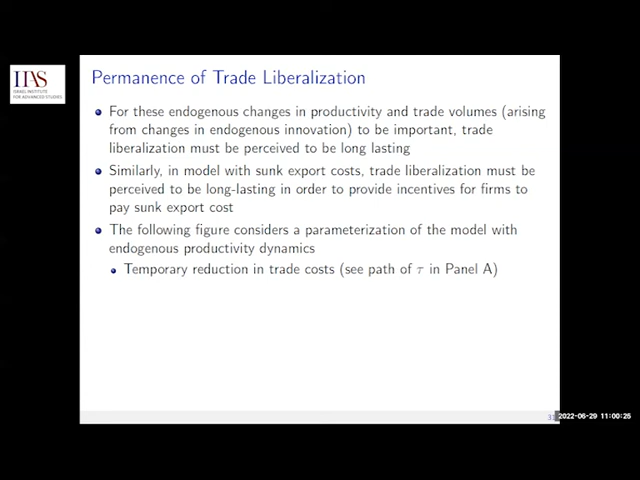 IIAS
ISRAEL INSTITUTE
FOR ADVANCED STUDIES
Permanence of Trade Liberalization
For these endogenous changes in productivity and trade volumes (arising
from changes in endogenous innovation) to be important, trade
liberalization must be perceived to be long lasting
Similarly, in model with sunk export costs, trade liberalization must be
perceived to be long-lasting in order to provide incentives for firms to
pay sunk export cost
The following figure considers a parameterization of the model with
endogenous productivity dynamics
Temporary reduction in trade costs (see path of τ in Panel A)
2022-06-29 11:00:25